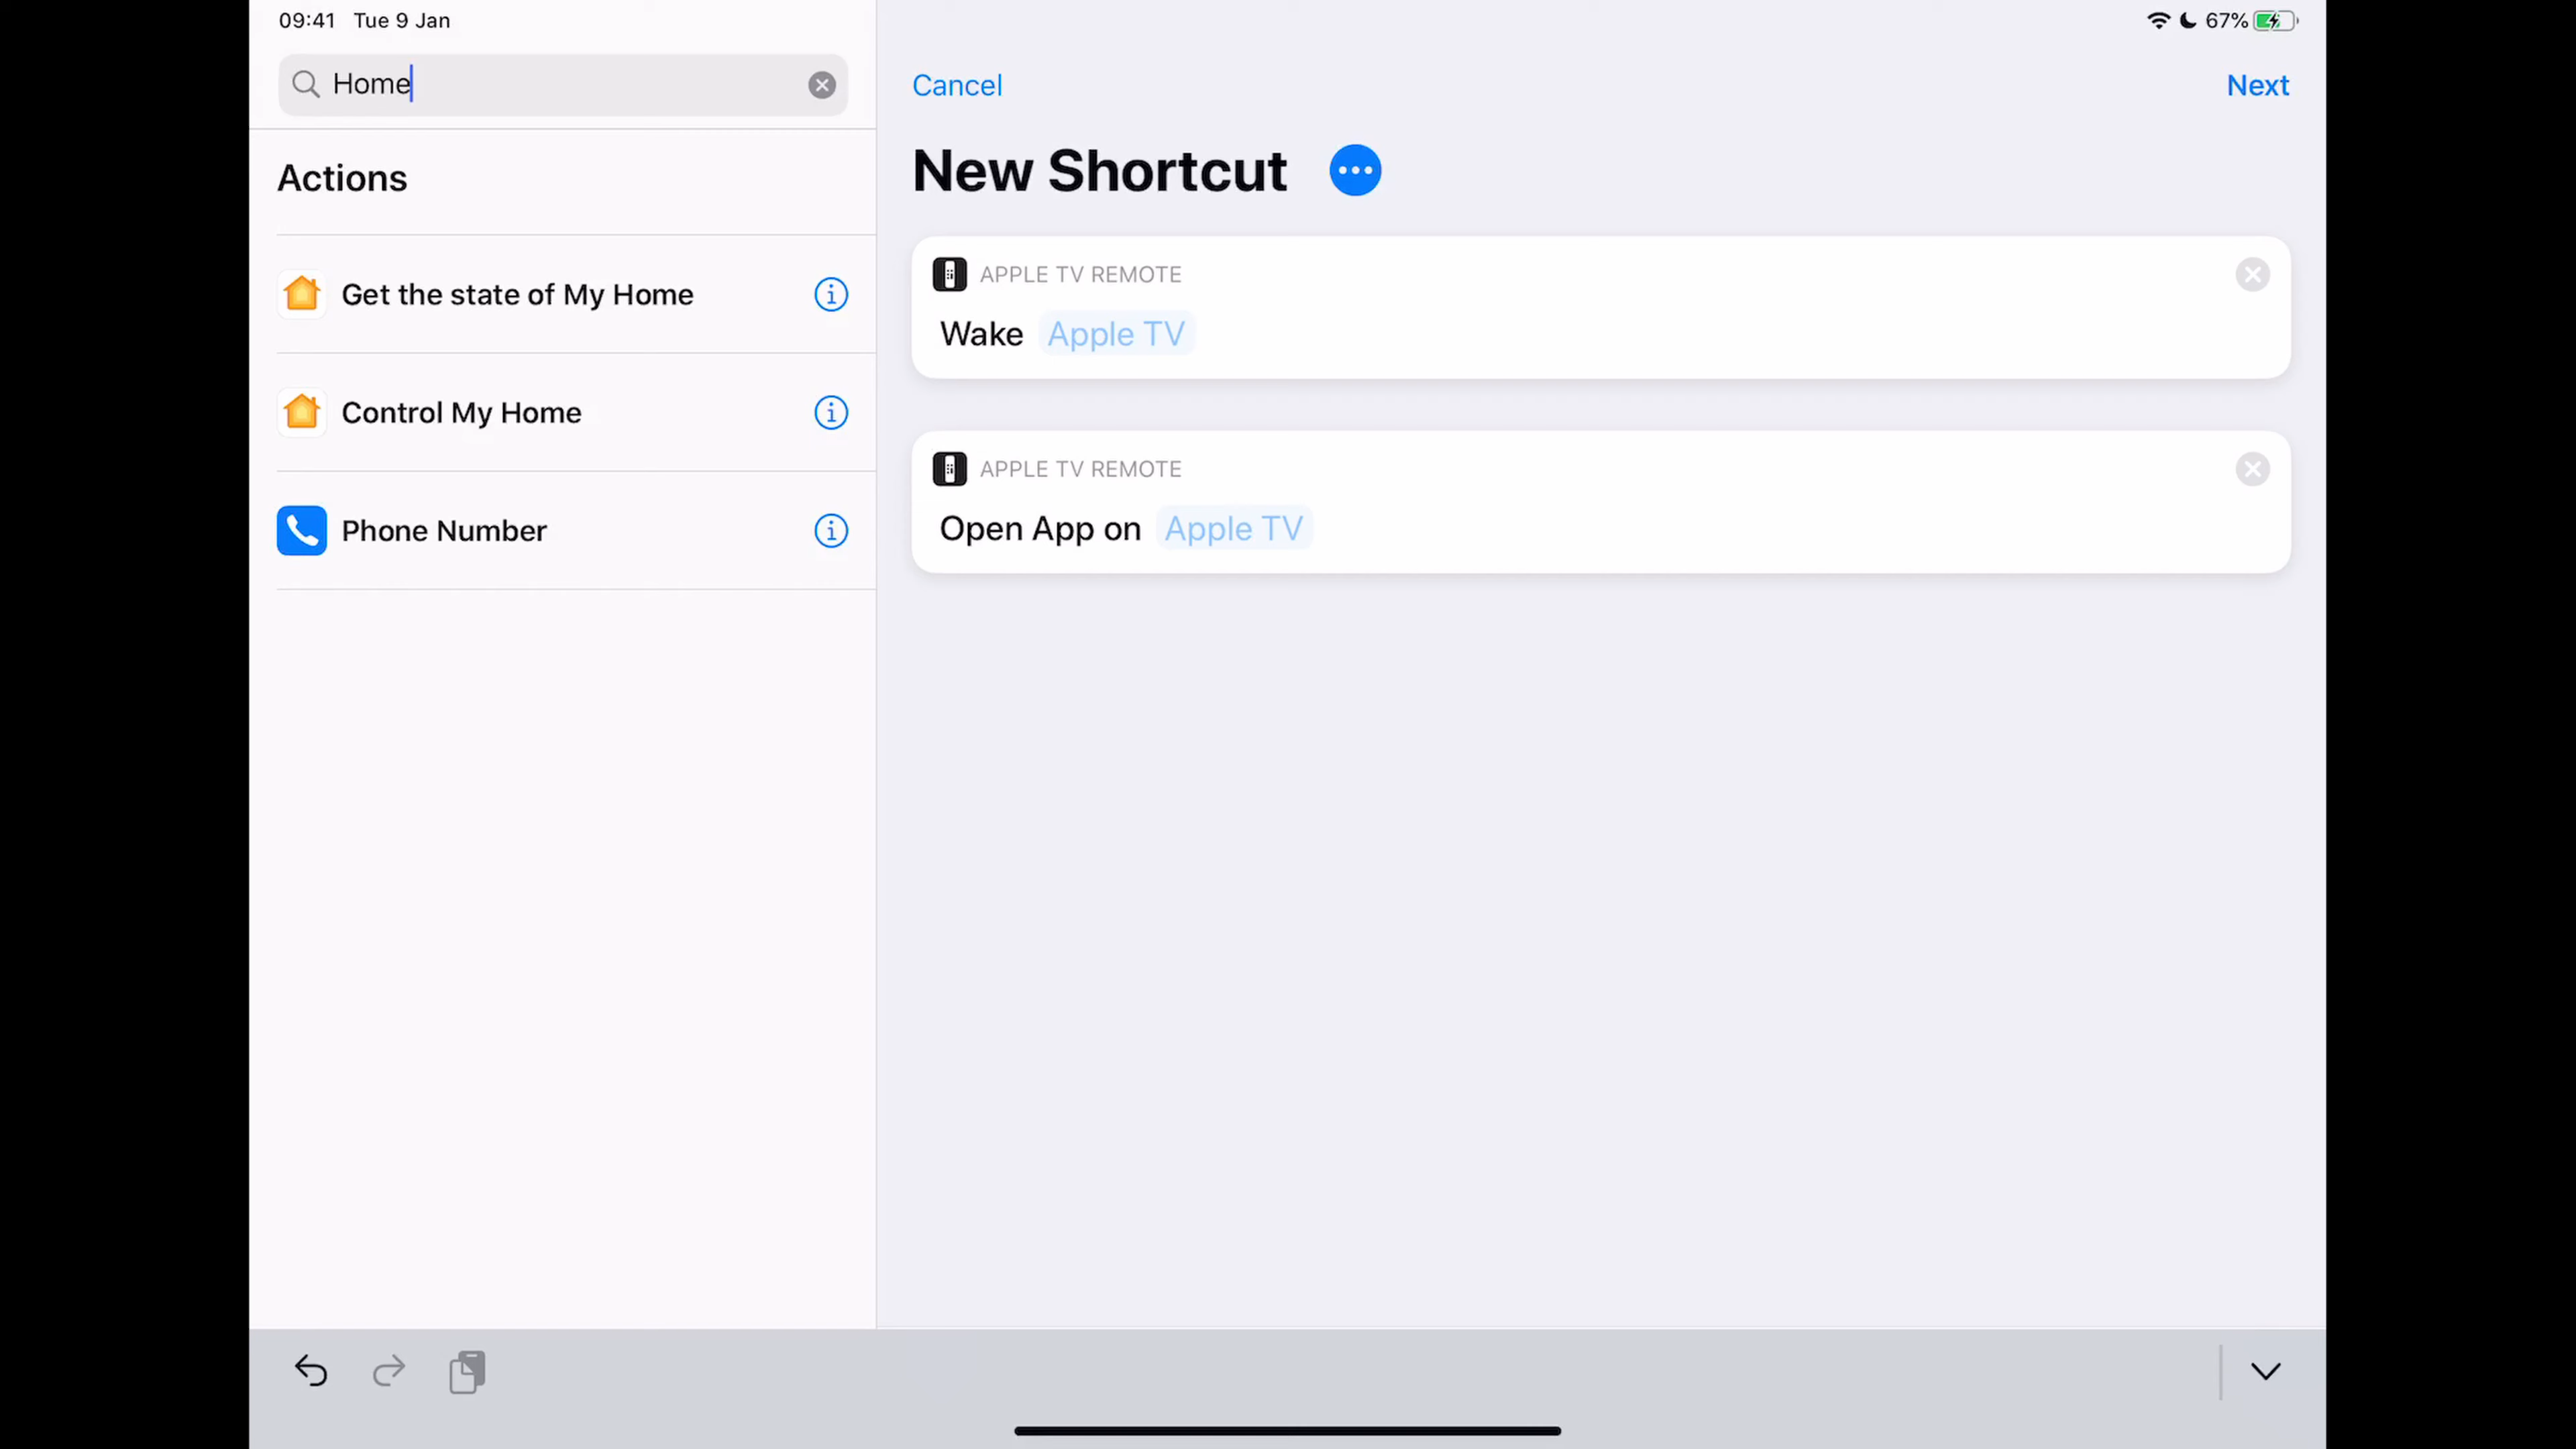 09:41 Tue 9 Jan
67%
Home
Actions
Get the state of My Home
Control My Home
Phone Number
Cancel
Next
New Shortcut
APPLE TV REMOTE
Wake Apple TV
APPLE TV REMOTE
Open App on Apple TV